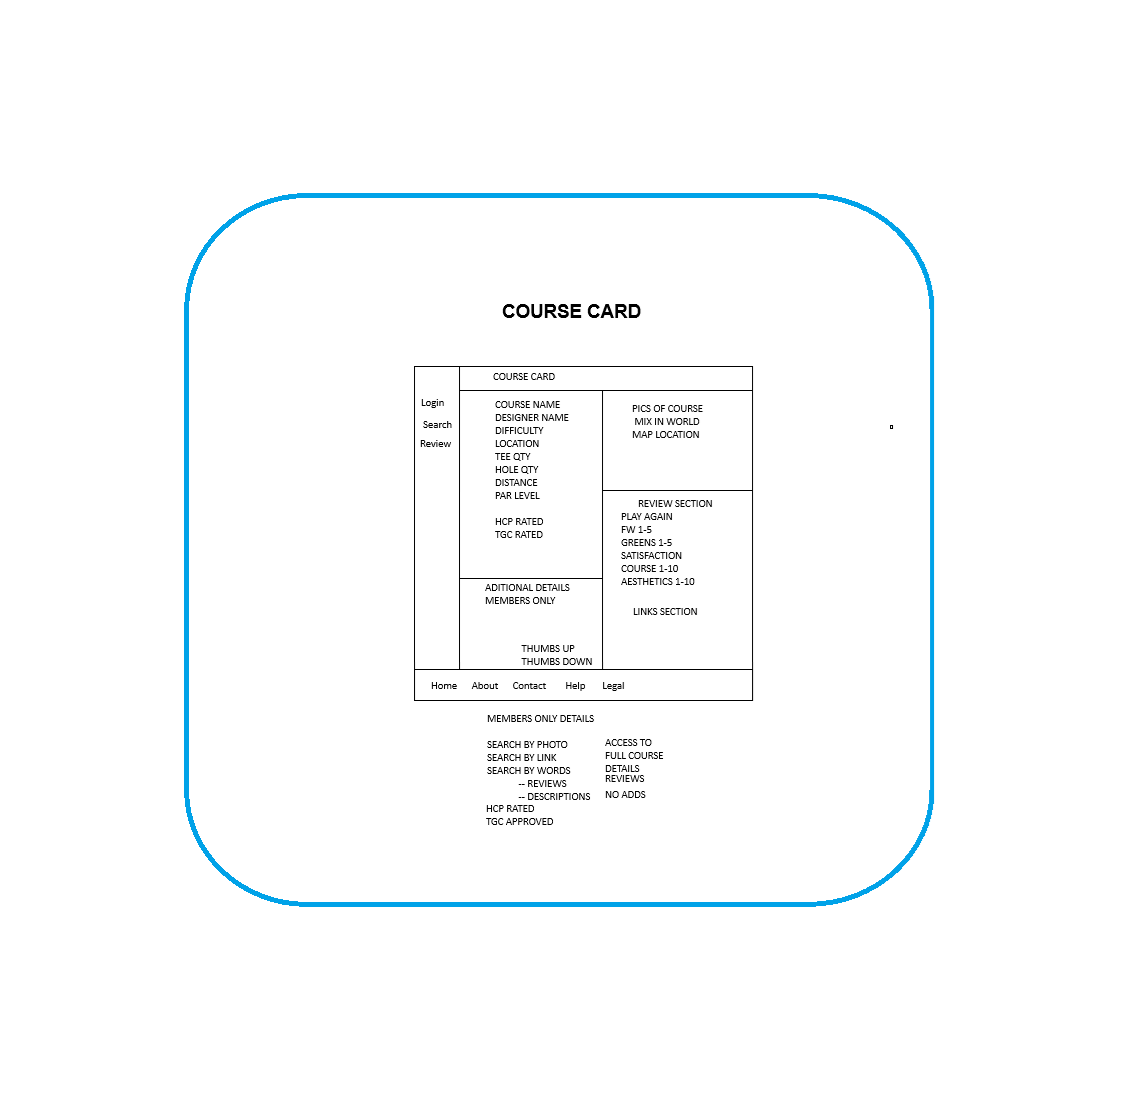 COURSE CARD
COURSE CARD
Login
Search
Review
COURSE NAME
DESIGNER NAME
DIFFICULTY
LOCATION
TEE QTY
HOLE QTY
DISTANCE
PAR LEVEL
HCP RATED
TGC RATED
PICS OF COURSE
MIX IN WORLD
MAP LOCATION
REVIEW SECTION
PLAY AGAIN
FW 1-5
GREENS 1-5
SATISFACTION
COURSE 1-10
AESTHETICS 1-10
LINKS SECTION
ADITIONAL DETAILS
MEMBERS ONLY
THUMBS UP
THUMBS DOWN
Home About Contact Help Legal
MEMBERS ONLY DETAILS
SEARCH BY PHOTO
SEARCH BY LINK
SEARCH BY WORDS
-- REVIEWS
-- DESCRIPTIONS
HCP RATED
TGC APPROVED
ACCESS TO
FULL COURSE
DETAILS
REVIEWS
NO ADDS